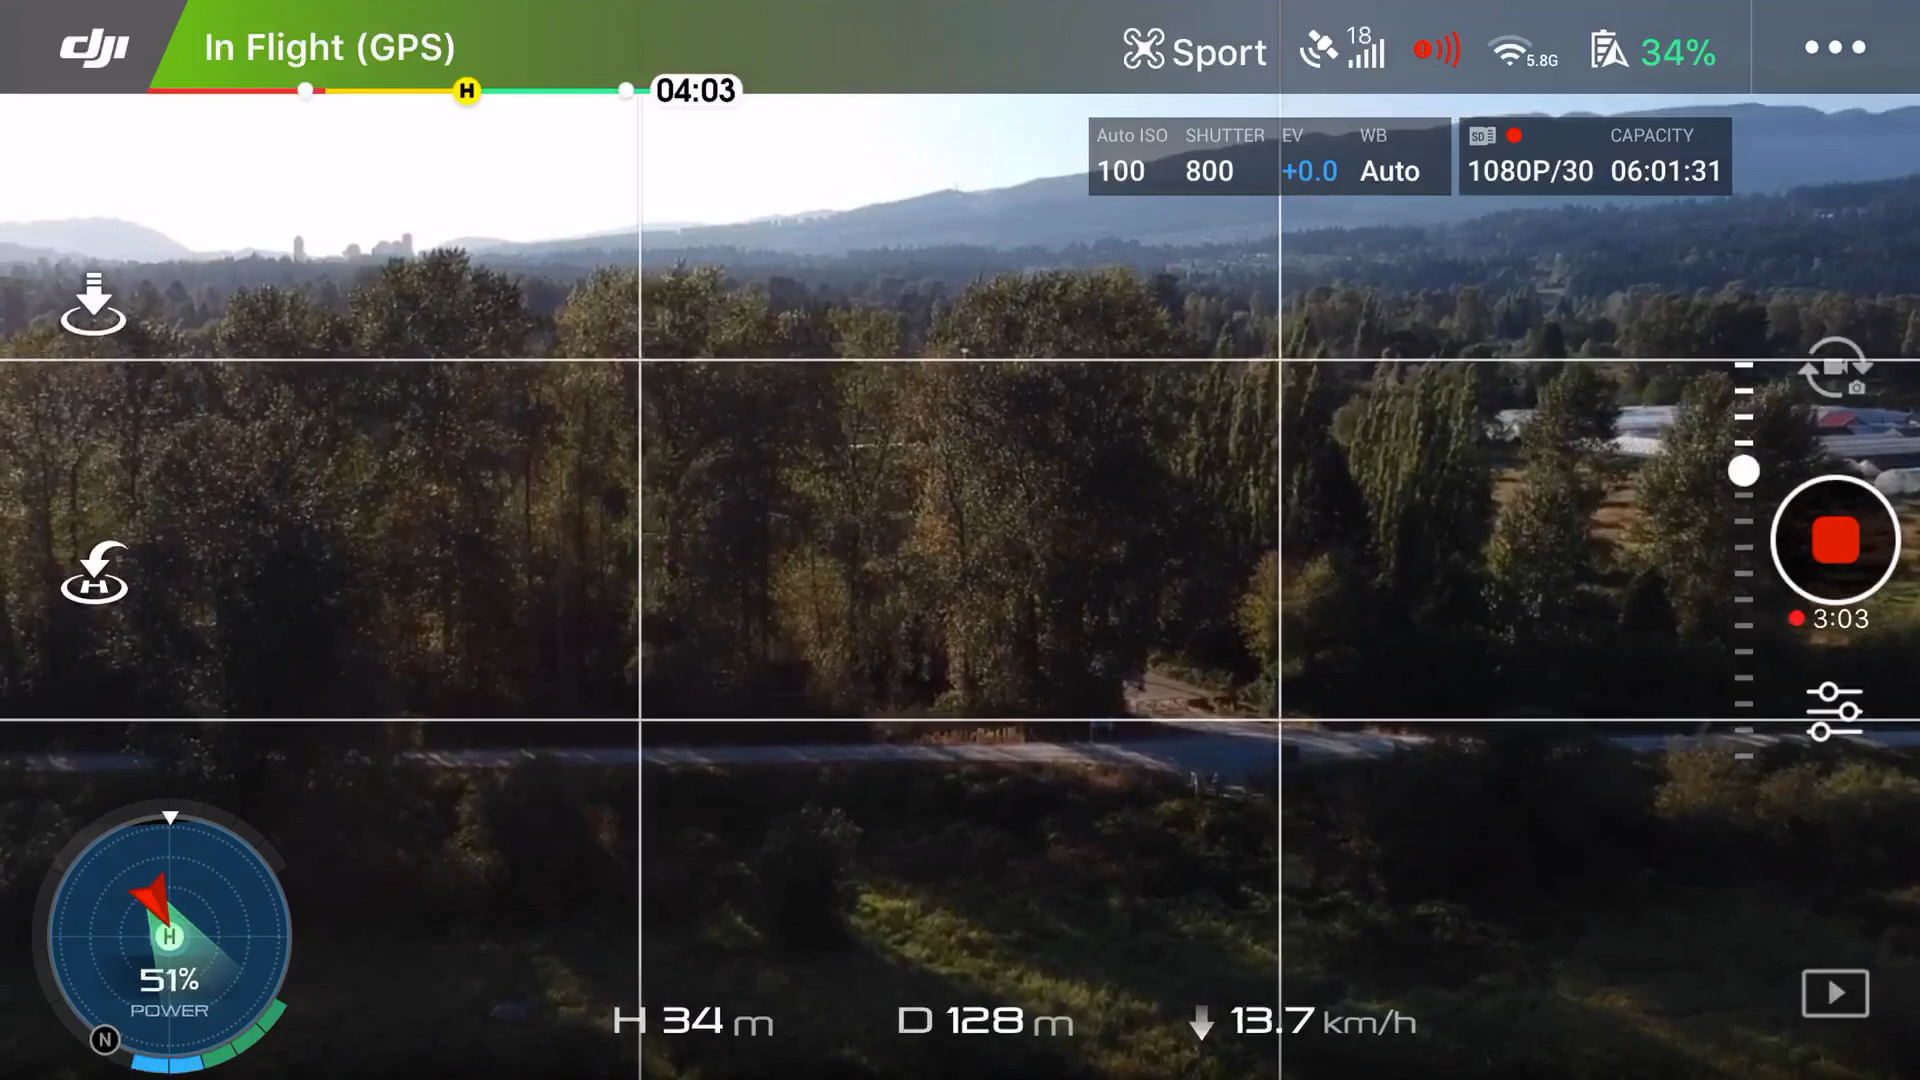 dji In Flight (GPS) Sport 18 5.8G 34%
H 04:03
Auto ISO SHUTTER EV WB SD CAPACITY
100 800 +0.0 Auto 1080P/30 06:01:31
H
3:03
H
51%
POWER
N
H 34 m D 128 m 13.7 km/h